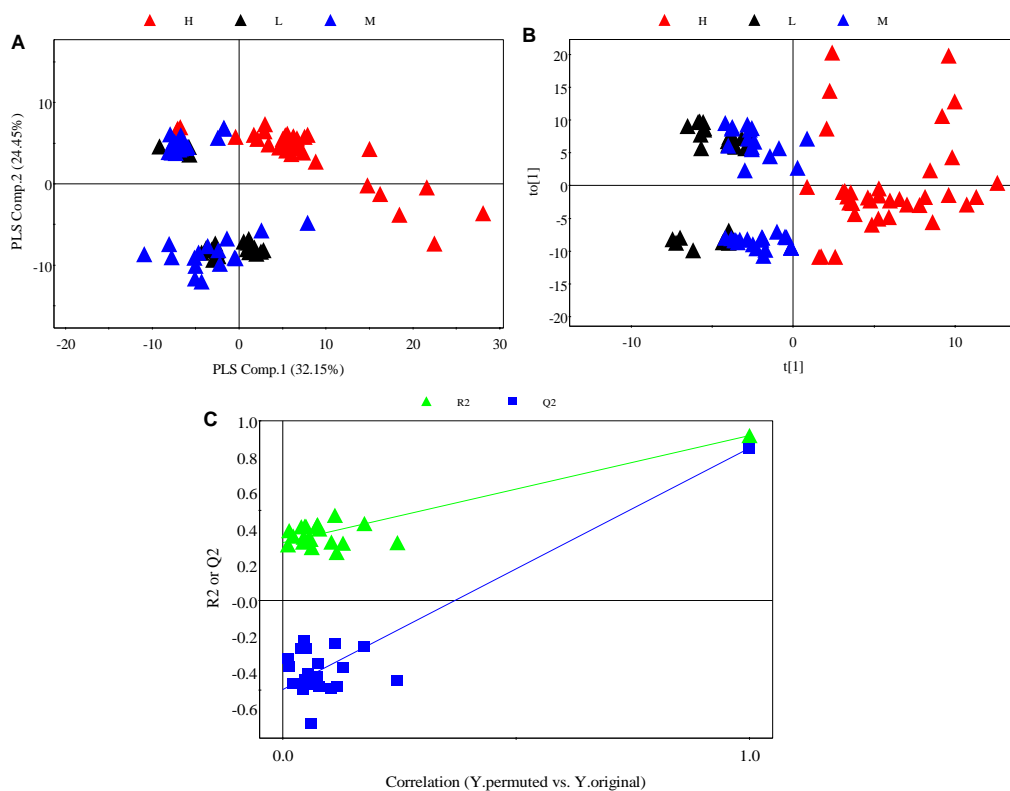 H L M
A
PLS Comp.2 (24.45%)
10
0
-10
-20 -10 0 10 20 30
PLS Comp.1 (32.15%)
H L M
B
to[1]
20
15
10
5
0
-5
-10
-15
-20
-10 0 10
t[1]
R2 Q2
C
R2 or Q2
1.0
0.8
0.6
0.4
0.2
-0.0
-0.2
-0.4
-0.6
0.0 1.0
Correlation (Y.permuted vs. Y.original)